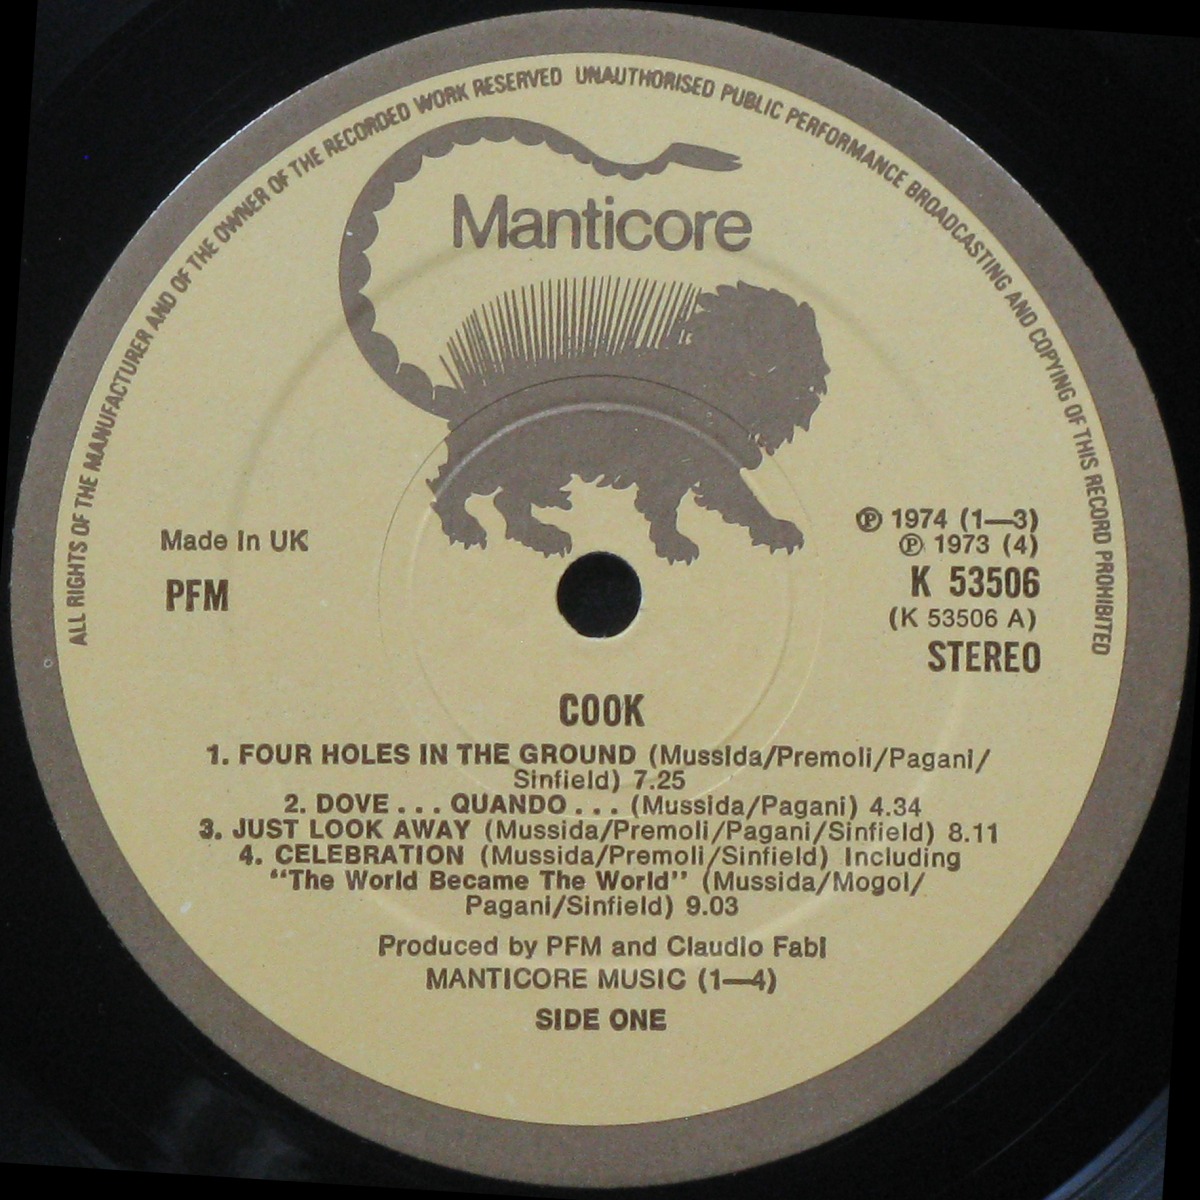 ALL RIGHTS OF THE MANUFACTURER AND OF THE OWNER OF THE RECORDED WORK RESERVED UNAUTHORISED PUBLIC PERFORMANCE BROADCASTING AND COPYING OF THIS RECORD PROHIBITED
Manticore
Made In UK
PFM
℗ 1974 (1—3)
℗ 1973 (4)
K 53506
(K 53506 A)
STEREO
COOK
1. FOUR HOLES IN THE GROUND (Mussida/Premoli/Pagani/
Sinfield) 7.25
2. DOVE . . . QUANDO . . . (Mussida/Pagani) 4.34
3. JUST LOOK AWAY (Mussida/Premoli/Pagani/Sinfield) 8.11
4. CELEBRATION (Mussida/Premoli/Sinfield) Including
“The World Became The World” (Mussida/Mogol/
Pagani/Sinfield) 9.03
Produced by PFM and Claudio Fabi
MANTICORE MUSIC (1—4)
SIDE ONE